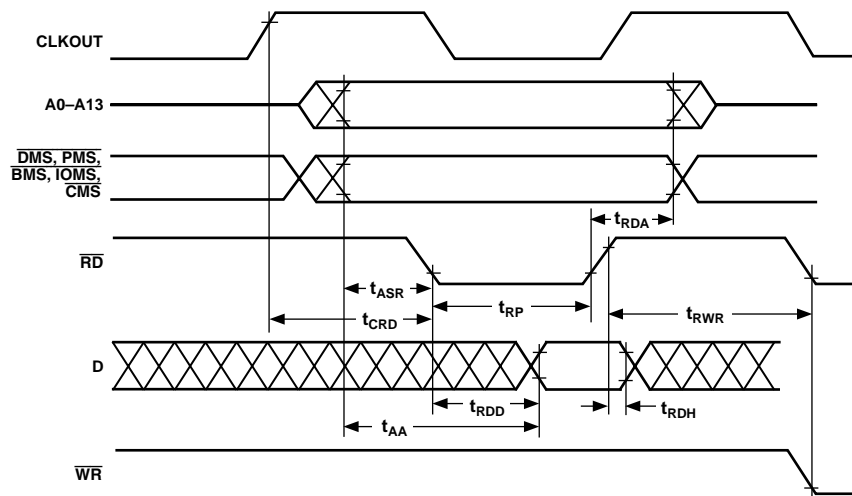 CLKOUT
A0–A13
DMS, PMS,
BMS, IOMS,
CMS
tRDA
RD
tASR
tCRD
tRP
tRWR
D
tRDD
tRDH
tAA
WR